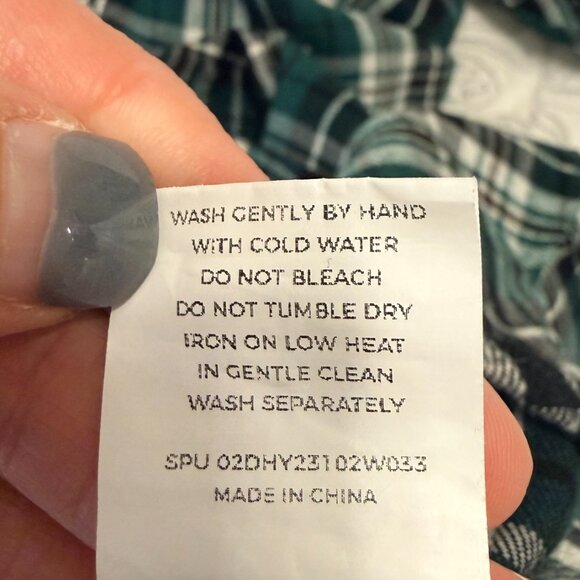 WASH GENTLY BY HAND
WITH COLD WATER
DO NOT BLEACH
DO NOT TUMBLE DRY
IRON ON LOW HEAT
IN GENTLE CLEAN
WASH SEPARATELY
SPU 02DHY23102W033
MADE IN CHINA